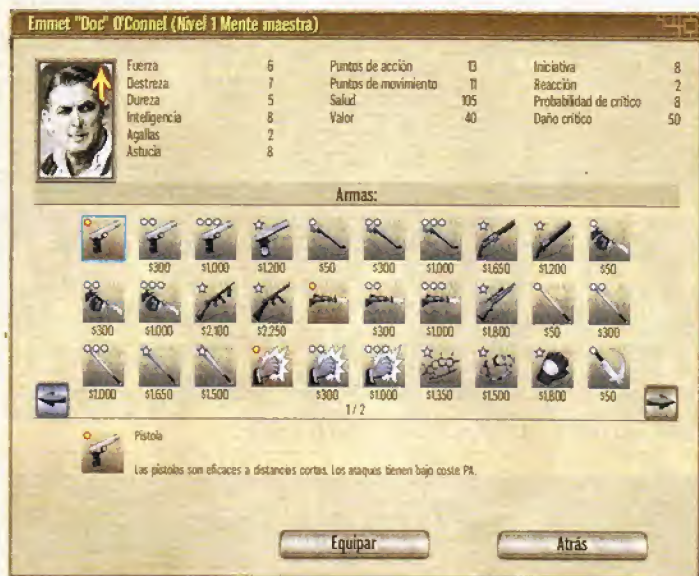 Emmet "Doc" O'Connel (Nivel 1 Mente maestra)
Fuerza 6 Puntos de acción 13 Iniciativa 8
Destreza 7 Puntos de movimiento 11 Reacción 2
Dureza 5 Salud 105 Probabilidad de crítico 8
Inteligencia 8 Valor 40 Daño crítico 50
Agallas 2
Astucia 8
Armas:
$300 $1,000 $1,200 $50 $300 $1,000 $1,650 $1,200 $50
$300 $1,000 $2,100 $2,250 $300 $1,000 $1,800 $50 $300
$1,000 $1,650 $1,500 $300 $1,000 $1,350 $1,500 $1,800 $50
1/2
Pistola
Las pistolas son eficaces a distancias cortas. Los ataques tienen bajo coste PA.
Equipar Atrás